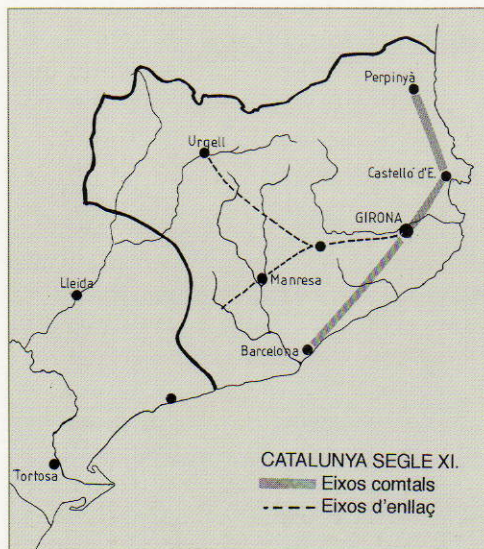 Perpinyà
Urgell
Castelló d'E.
GIRONA
Lleida
Manresa
Barcelona
Tortosa
CATALUNYA SEGLE XI.
Eixos comtals
Eixos d'enllaç